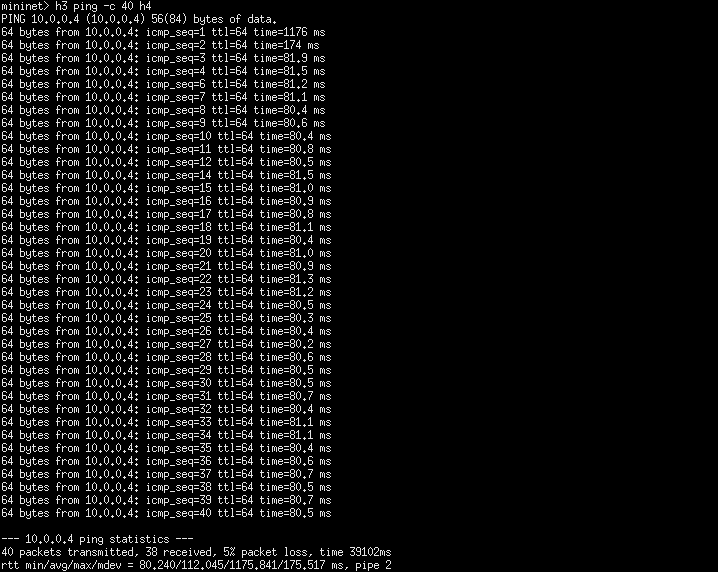 mininet> h3 ping -c 40 h4
PING 10.0.0.4 (10.0.0.4) 56(84) bytes of data.
64 bytes from 10.0.0.4: icmp_seq=1 ttl=64 time=1176 ms
64 bytes from 10.0.0.4: icmp_seq=2 ttl=64 time=174 ms
64 bytes from 10.0.0.4: icmp_seq=3 ttl=64 time=81.9 ms
64 bytes from 10.0.0.4: icmp_seq=4 ttl=64 time=81.5 ms
64 bytes from 10.0.0.4: icmp_seq=6 ttl=64 time=81.2 ms
64 bytes from 10.0.0.4: icmp_seq=7 ttl=64 time=81.1 ms
64 bytes from 10.0.0.4: icmp_seq=8 ttl=64 time=80.4 ms
64 bytes from 10.0.0.4: icmp_seq=9 ttl=64 time=80.6 ms
64 bytes from 10.0.0.4: icmp_seq=10 ttl=64 time=80.4 ms
64 bytes from 10.0.0.4: icmp_seq=11 ttl=64 time=80.8 ms
64 bytes from 10.0.0.4: icmp_seq=12 ttl=64 time=80.5 ms
64 bytes from 10.0.0.4: icmp_seq=14 ttl=64 time=81.5 ms
64 bytes from 10.0.0.4: icmp_seq=15 ttl=64 time=81.0 ms
64 bytes from 10.0.0.4: icmp_seq=16 ttl=64 time=80.9 ms
64 bytes from 10.0.0.4: icmp_seq=17 ttl=64 time=80.8 ms
64 bytes from 10.0.0.4: icmp_seq=18 ttl=64 time=81.1 ms
64 bytes from 10.0.0.4: icmp_seq=19 ttl=64 time=80.4 ms
64 bytes from 10.0.0.4: icmp_seq=20 ttl=64 time=81.0 ms
64 bytes from 10.0.0.4: icmp_seq=21 ttl=64 time=80.9 ms
64 bytes from 10.0.0.4: icmp_seq=22 ttl=64 time=81.3 ms
64 bytes from 10.0.0.4: icmp_seq=23 ttl=64 time=81.2 ms
64 bytes from 10.0.0.4: icmp_seq=24 ttl=64 time=80.5 ms
64 bytes from 10.0.0.4: icmp_seq=25 ttl=64 time=80.3 ms
64 bytes from 10.0.0.4: icmp_seq=26 ttl=64 time=80.4 ms
64 bytes from 10.0.0.4: icmp_seq=27 ttl=64 time=80.2 ms
64 bytes from 10.0.0.4: icmp_seq=28 ttl=64 time=80.6 ms
64 bytes from 10.0.0.4: icmp_seq=29 ttl=64 time=80.5 ms
64 bytes from 10.0.0.4: icmp_seq=30 ttl=64 time=80.5 ms
64 bytes from 10.0.0.4: icmp_seq=31 ttl=64 time=80.7 ms
64 bytes from 10.0.0.4: icmp_seq=32 ttl=64 time=80.4 ms
64 bytes from 10.0.0.4: icmp_seq=33 ttl=64 time=81.1 ms
64 bytes from 10.0.0.4: icmp_seq=34 ttl=64 time=81.1 ms
64 bytes from 10.0.0.4: icmp_seq=35 ttl=64 time=80.4 ms
64 bytes from 10.0.0.4: icmp_seq=36 ttl=64 time=80.6 ms
64 bytes from 10.0.0.4: icmp_seq=37 ttl=64 time=80.7 ms
64 bytes from 10.0.0.4: icmp_seq=38 ttl=64 time=80.5 ms
64 bytes from 10.0.0.4: icmp_seq=39 ttl=64 time=80.7 ms
64 bytes from 10.0.0.4: icmp_seq=40 ttl=64 time=80.5 ms
--- 10.0.0.4 ping statistics ---
40 packets transmitted, 38 received, 5% packet loss, time 39102ms
rtt min/avg/max/mdev = 80.240/112.045/1175.841/175.517 ms, pipe 2